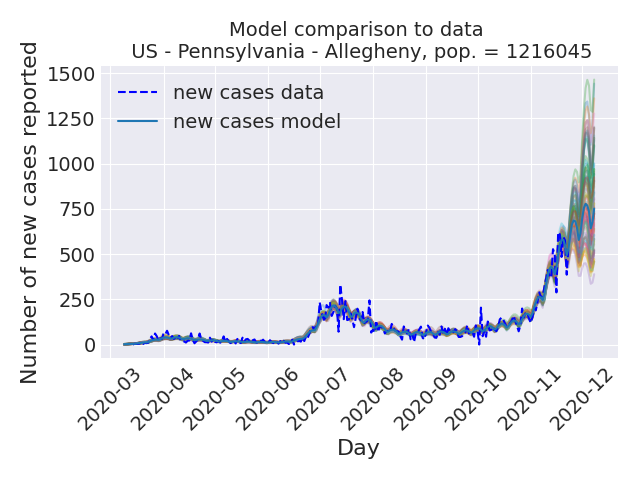 Model comparison to data
US - Pennsylvania - Allegheny, pop. = 1216045
Number of new cases reported
1500
1250
1000
750
500
250
0
new cases data
new cases model
2020-03
2020-04
2020-05
2020-06
2020-07
2020-08
2020-09
2020-10
2020-11
2020-12
Day